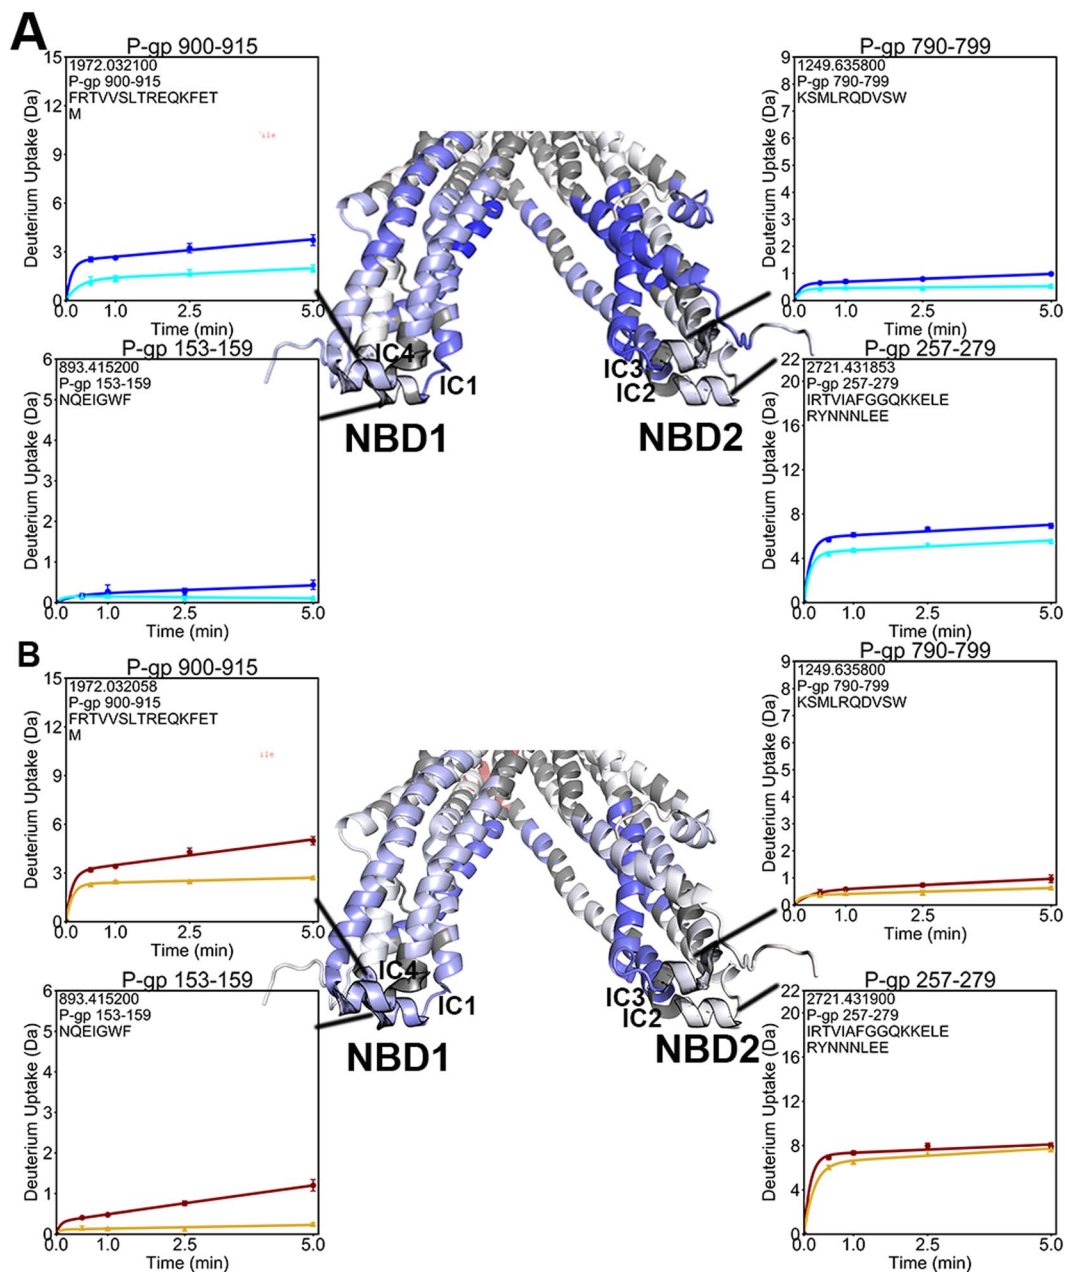 A
P-gp 900-915
15
12
9
6
3
0
1972.032100
P-gp 900-915
FRTVVSLTREQKFET
M
Deuterium Uptake (Da)
0.0 1.0 2.5 5.0
Time (min)
P-gp 790-799
9
8
7
6
5
4
3
2
1
0
1249.635800
P-gp 790-799
KSMLRQDVSW
Deuterium Uptake (Da)
0.0 1.0 2.5 5.0
Time (min)
P-gp 153-159
6
5
4
3
2
1
0
893.415200
P-gp 153-159
NQEIGWF
Deuterium Uptake (Da)
0.0 1.0 2.5 5.0
Time (min)
IC4
IC1
NBD1
IC3
IC2
NBD2
P-gp 257-279
22
20
16
12
8
4
0
2721.431853
P-gp 257-279
IRTVIAFGGQKKELE
RYNNNLEE
Deuterium Uptake (Da)
0.0 1.0 2.5 5.0
Time (min)
B
P-gp 900-915
15
12
9
6
3
0
1972.032058
P-gp 900-915
FRTVVSLTREQKFET
M
Deuterium Uptake (Da)
0.0 1.0 2.5 5.0
Time (min)
P-gp 790-799
9
8
7
6
5
4
3
2
1
0
1249.635800
P-gp 790-799
KSMLRQDVSW
Deuterium Uptake (Da)
0.0 1.0 2.5 5.0
Time (min)
P-gp 153-159
6
5
4
3
2
1
0
893.415200
P-gp 153-159
NQEIGWF
Deuterium Uptake (Da)
0.0 1.0 2.5 5.0
Time (min)
IC4
IC1
NBD1
IC3
IC2
NBD2
P-gp 257-279
22
20
16
12
8
4
0
2721.431900
P-gp 257-279
IRTVIAFGGQKKELE
RYNNNLEE
Deuterium Uptake (Da)
0.0 1.0 2.5 5.0
Time (min)